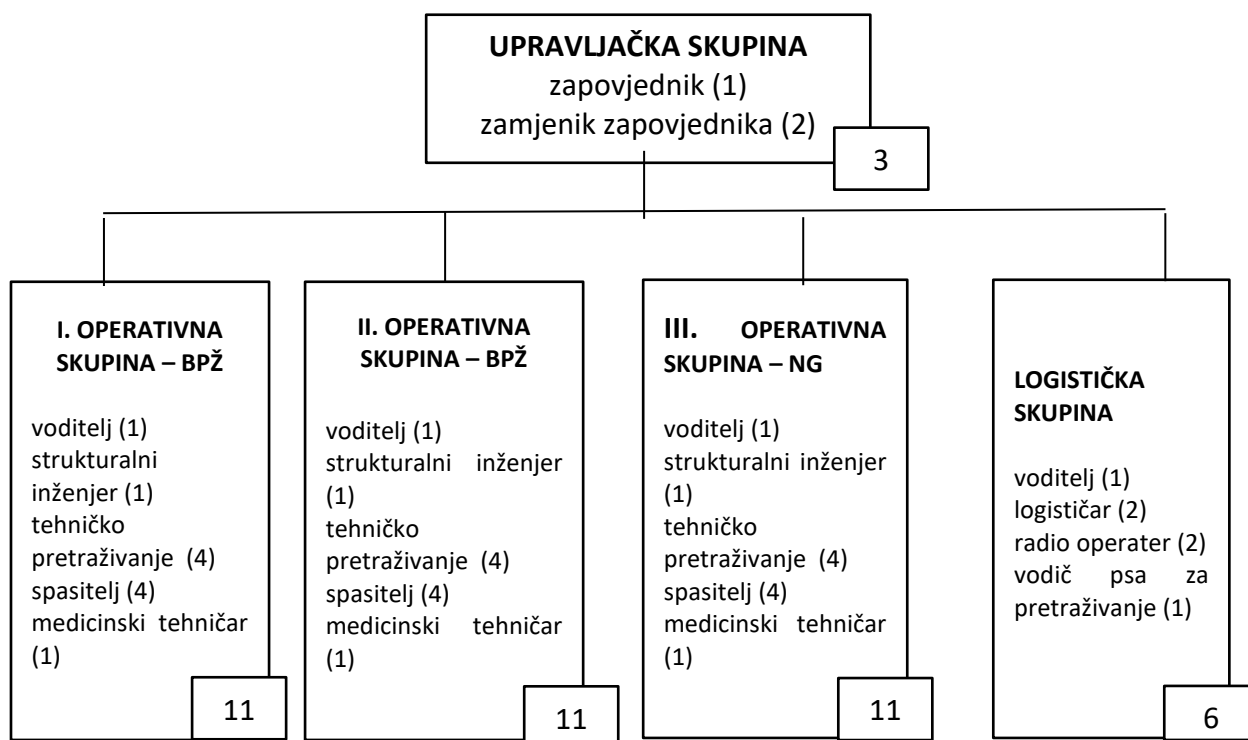 UPRAVLJAČKA SKUPINA
zapovjednik (1)
zamjenik zapovjednika (2)
3
I. OPERATIVNA
SKUPINA – BPŽ
voditelj (1)
strukturalni
inženjer (1)
tehničko
pretraživanje (4)
spasitelj (4)
medicinski tehničar
(1)
11
II. OPERATIVNA
SKUPINA – BPŽ
voditelj (1)
strukturalni inženjer
(1)
tehničko
pretraživanje (4)
spasitelj (4)
medicinski tehničar
(1)
11
III. OPERATIVNA
SKUPINA – NG
voditelj (1)
strukturalni inženjer
(1)
tehničko
pretraživanje (4)
spasitelj (4)
medicinski tehničar
(1)
11
LOGISTIČKA
SKUPINA
voditelj (1)
logističar (2)
radio operater (2)
vodič psa za
pretraživanje (1)
6